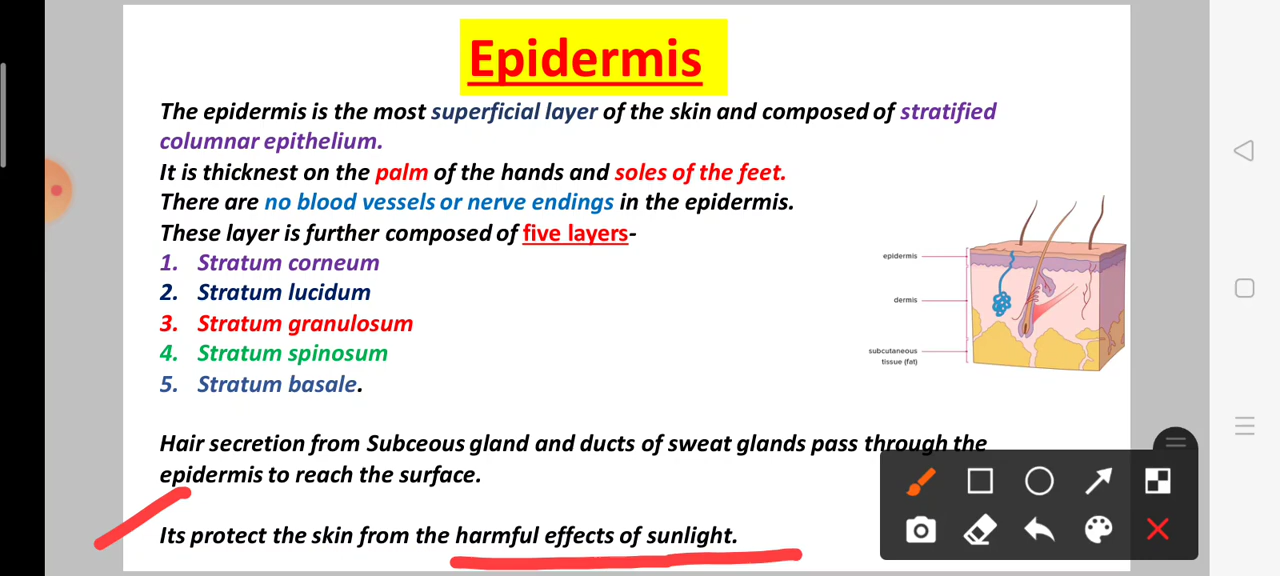 Epidermis
The epidermis is the most superficial layer of the skin and composed of stratified
columnar epithelium.
It is thicknest on the palm of the hands and soles of the feet.
There are no blood vessels or nerve endings in the epidermis.
These layer is further composed of five layers-
1. Stratum corneum
2. Stratum lucidum
3. Stratum granulosum
4. Stratum spinosum
5. Stratum basale.
epidermis
dermis
subcutaneous
tissue (fat)
Hair secretion from Subceous gland and ducts of sweat glands pass through the
epidermis to reach the surface.
Its protect the skin from the harmful effects of sunlight.